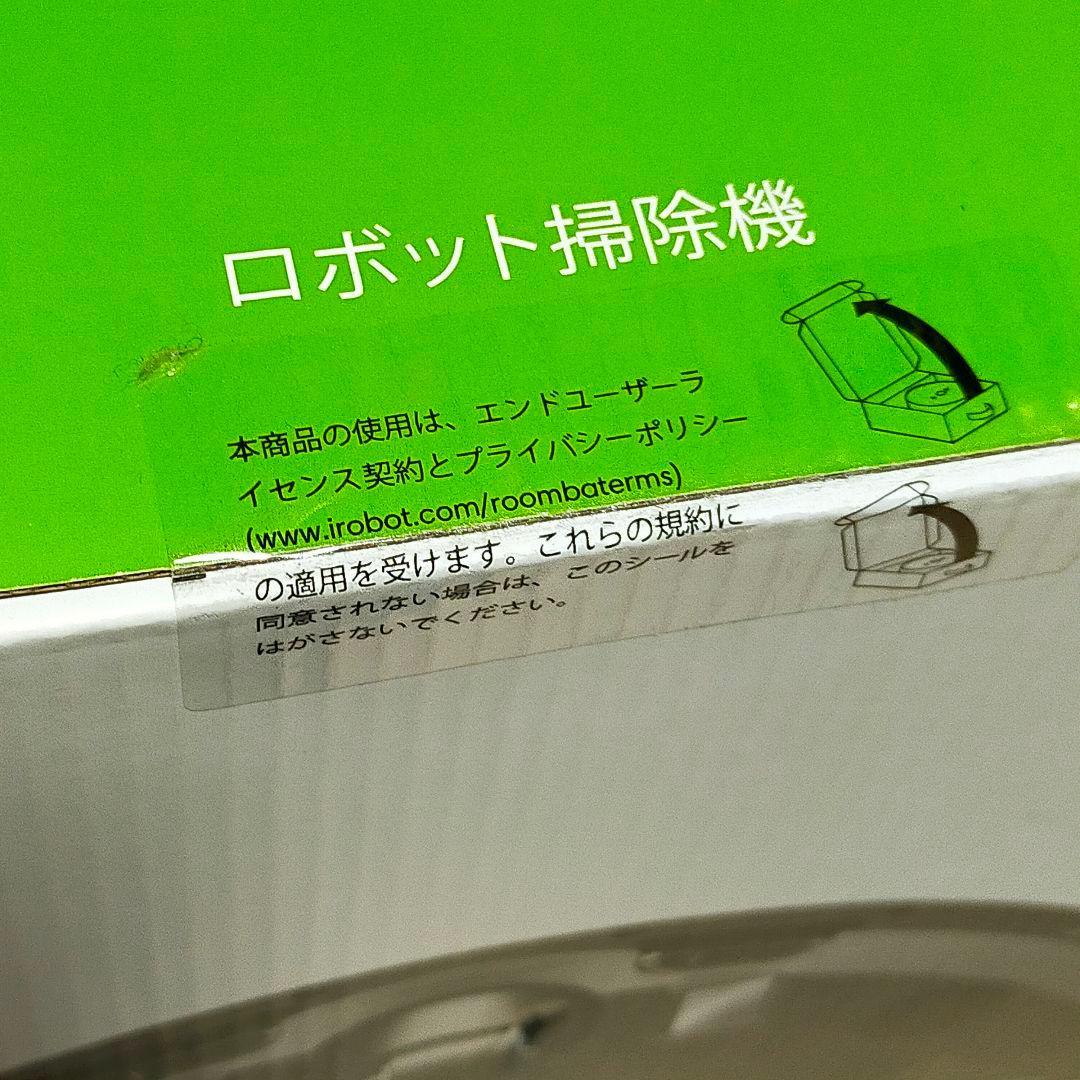 ロボット掃除機
本商品の使用は、エンドユーザーラ
イセンス契約とプライバシーポリシー
(www.irobot.com/roombaterms)
の適用を受けます。これらの規約に
同意されない場合は、このシールを
はがさないでください。